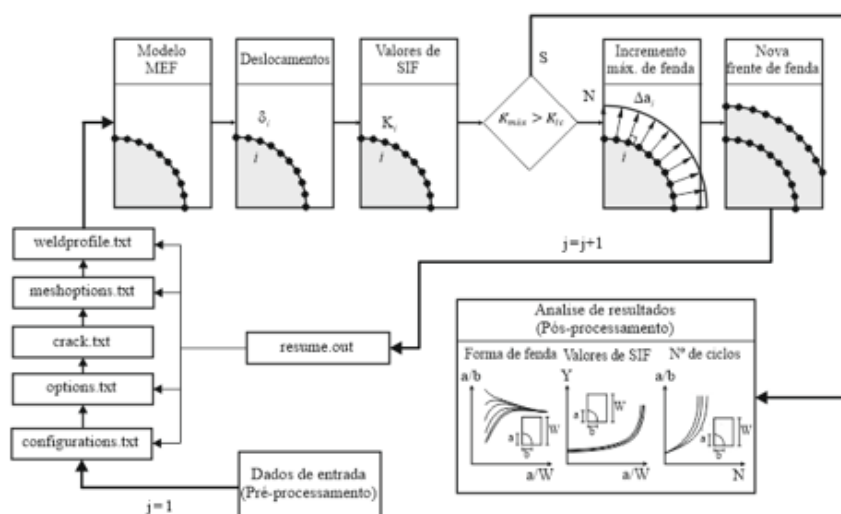 Modelo
MEF
Deslocamentos
δi
i
Valores de
SIF
Ki
i
S
N
Kmáx > KIc
Incremento
máx. de fenda
Δai
i
Nova
frente de fenda
j=j+1
weldprofile.txt
meshoptions.txt
crack.txt
options.txt
configurations.txt
resume.out
j=1
Dados de entrada
(Pré-processamento)
Analise de resultados
(Pós-processamento)
Forma de fenda
a/b
a
b
W
a/W
Valores de SIF
Y
a
b
W
a/W
Nº de ciclos
a/b
a
b
W
N